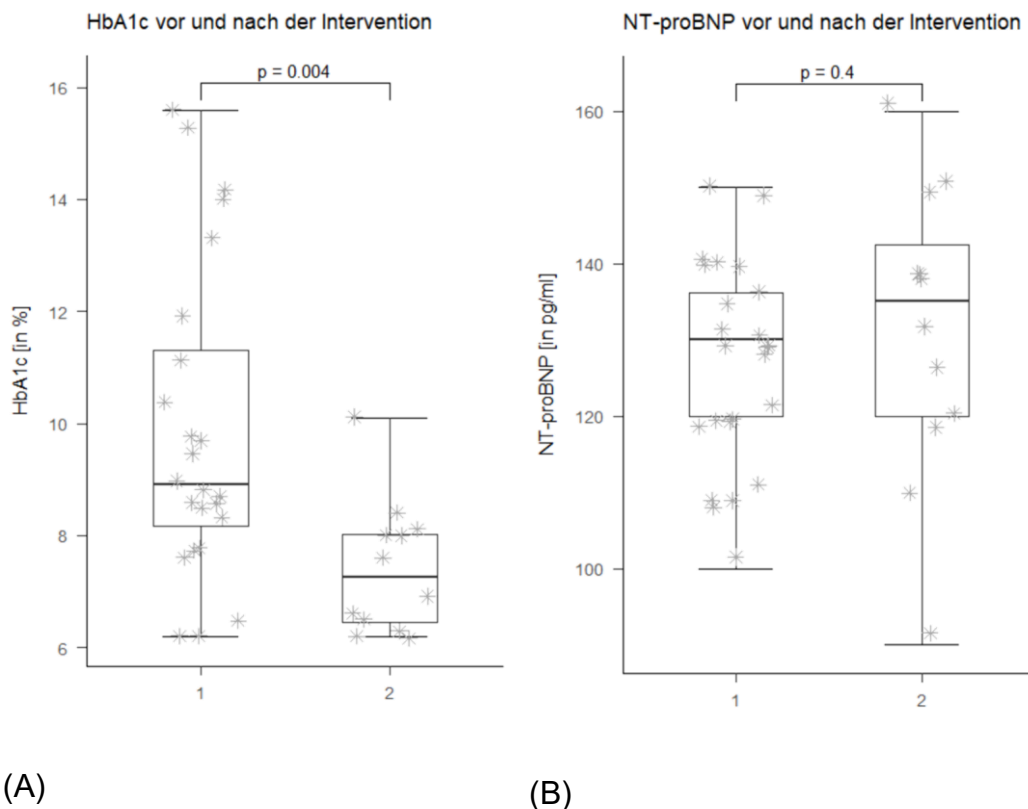 HbA1c vor und nach der Intervention
p = 0.004
16
14
12
10
8
6
HbA1c [in %]
1
2
(A)
NT-proBNP vor und nach der Intervention
p = 0.4
160
140
120
100
NT-proBNP [in pg/ml]
1
2
(B)